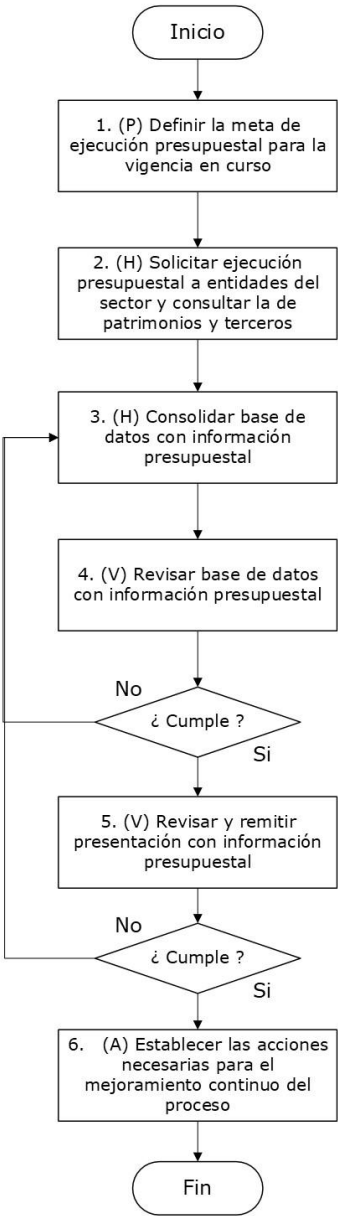 Inicio
1. (P) Definir la meta de
ejecución presupuestal para la
vigencia en curso
2. (H) Solicitar ejecución
presupuestal a entidades del
sector y consultar la de
patrimonios y terceros
3. (H) Consolidar base de
datos con información
presupuestal
4. (V) Revisar base de datos
con información presupuestal
No
¿ Cumple ?
Si
5. (V) Revisar y remitir
presentación con información
presupuestal
No
¿ Cumple ?
Si
6. (A) Establecer las acciones
necesarias para el
mejoramiento continuo del
proceso
Fin